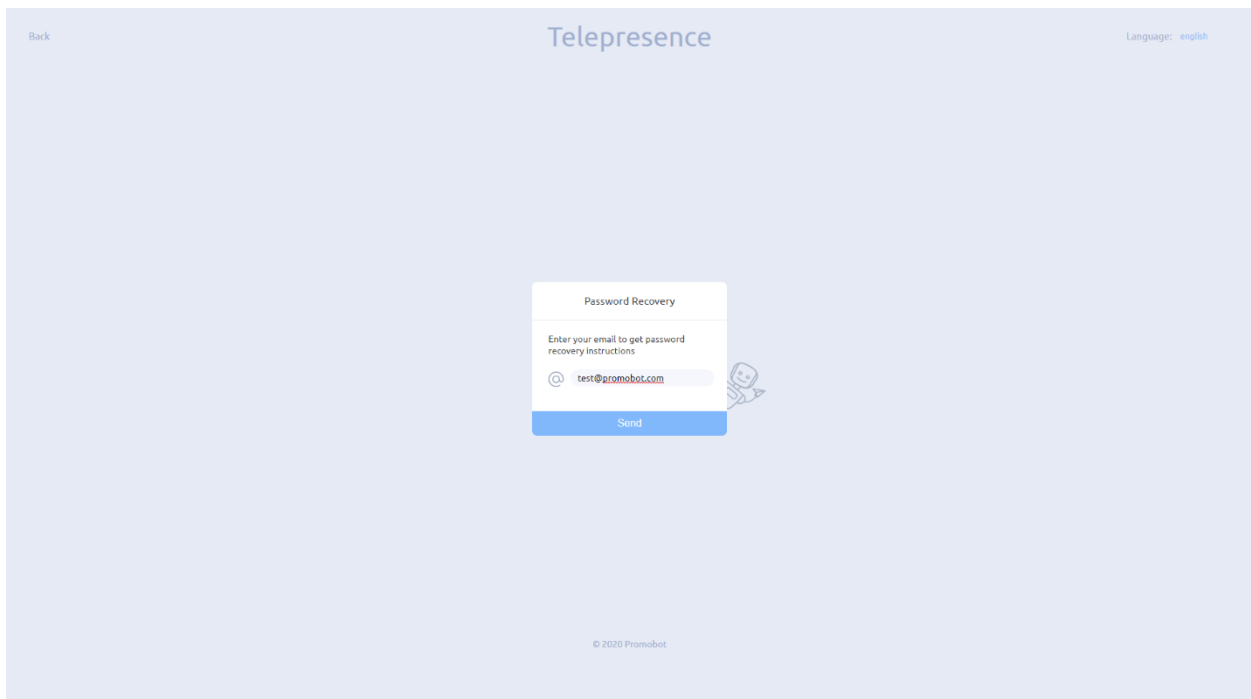 Back
Telepresence
Language: english
Password Recovery
Enter your email to get password
recovery instructions
test@promobot.com
Send
© 2020 Promobot